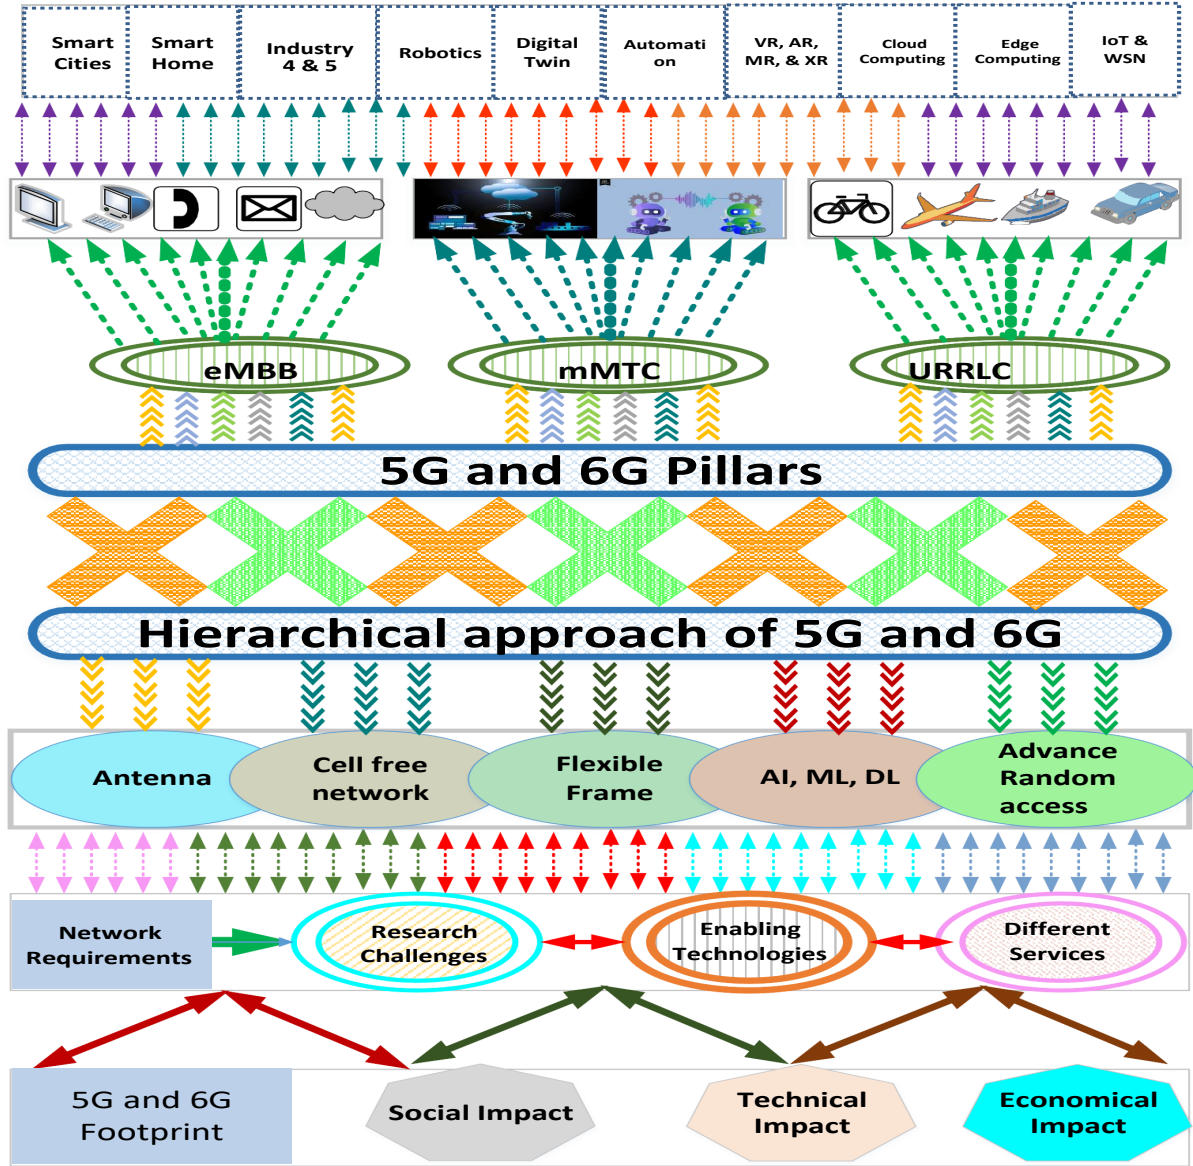 Smart
Cities
Smart
Home
Industry
4 & 5
Robotics
Digital
Twin
Automati
on
VR, AR,
MR, & XR
Cloud
Computing
Edge
Computing
IoT &
WSN
eMBB
mMTC
URRLC
5G and 6G Pillars
Hierarchical approach of 5G and 6G
Antenna
Cell free
network
Flexible
Frame
AI, ML, DL
Advance
Random
access
Network
Requirements
Research
Challenges
Enabling
Technologies
Different
Services
5G and 6G
Footprint
Social Impact
Technical
Impact
Economical
Impact